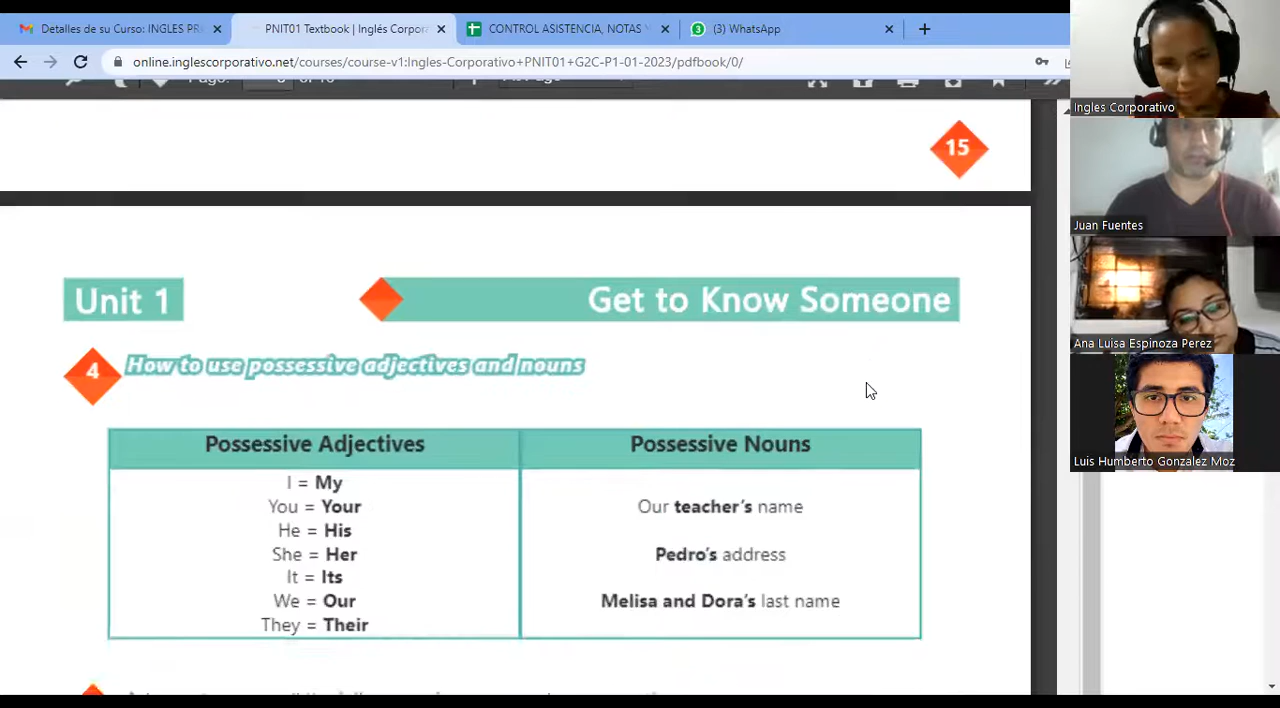 Detalles de su Curso: INGLES PR
PNIT01 Textbook | Inglés Corpora
CONTROL ASISTENCIA, NOTAS Y
(3) WhatsApp
online.inglescorporativo.net/courses/course-v1:Ingles-Corporativo+PNIT01+G2C-P1-01-2023/pdfbook/0/
15
Unit 1
Get to Know Someone
4
How to use possessive adjectives and nouns
Possessive Adjectives
I = My
You = Your
He = His
She = Her
It = Its
We = Our
They = Their
Possessive Nouns
Our teacher's name
Pedro's address
Melisa and Dora's last name
Ingles Corporativo
Juan Fuentes
Ana Luisa Espinoza Perez
Luis Humberto Gonzalez Moz